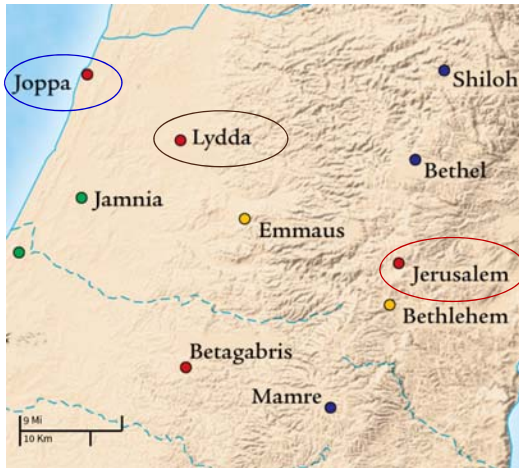 Joppa
Shiloh
Lydda
Bethel
Jamnia
Emmaus
Jerusalem
Bethlehem
Betagabris
Mamre
9 Mi
10 Km